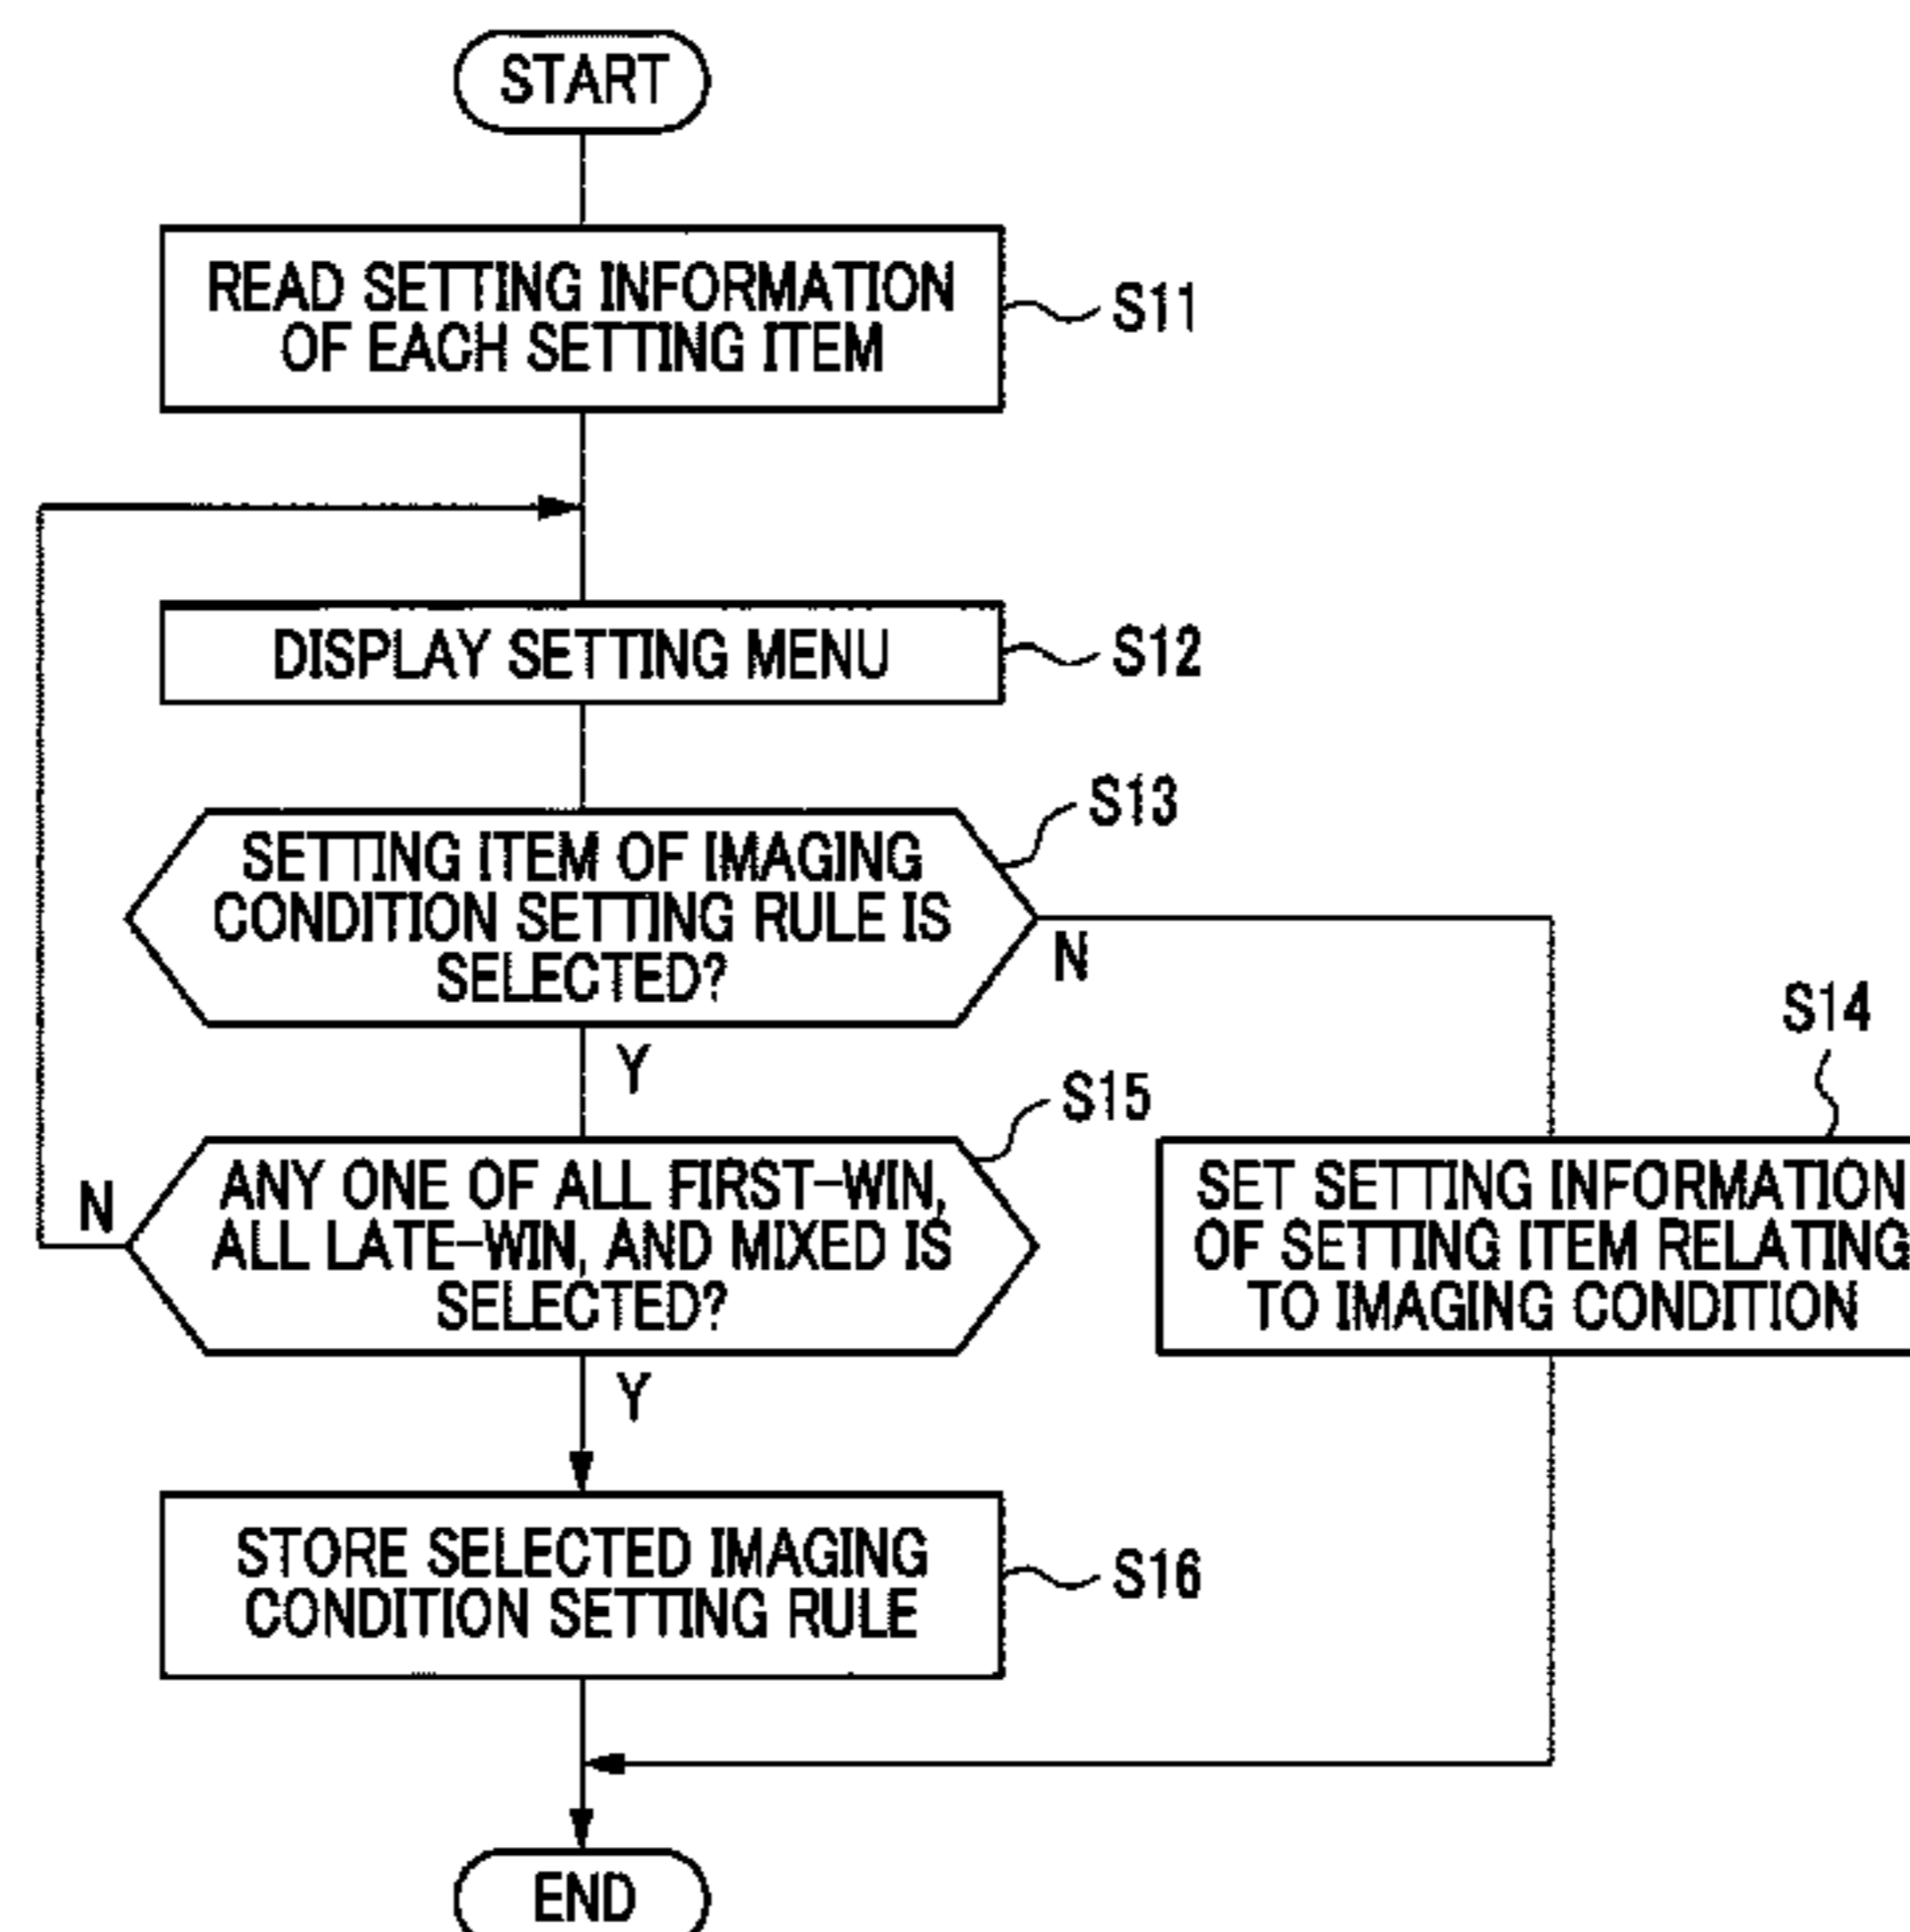 START
READ SETTING INFORMATION
OF EACH SETTING ITEM
S11
DISPLAY SETTING MENU
S12
SETTING ITEM OF IMAGING
CONDITION SETTING RULE IS
SELECTED?
S13
N
Y
S14
SET SETTING INFORMATION
OF SETTING ITEM RELATING
TO IMAGING CONDITION
S15
ANY ONE OF ALL FIRST-WIN,
ALL LATE-WIN, AND MIXED IS
SELECTED?
N
Y
STORE SELECTED IMAGING
CONDITION SETTING RULE
S16
END